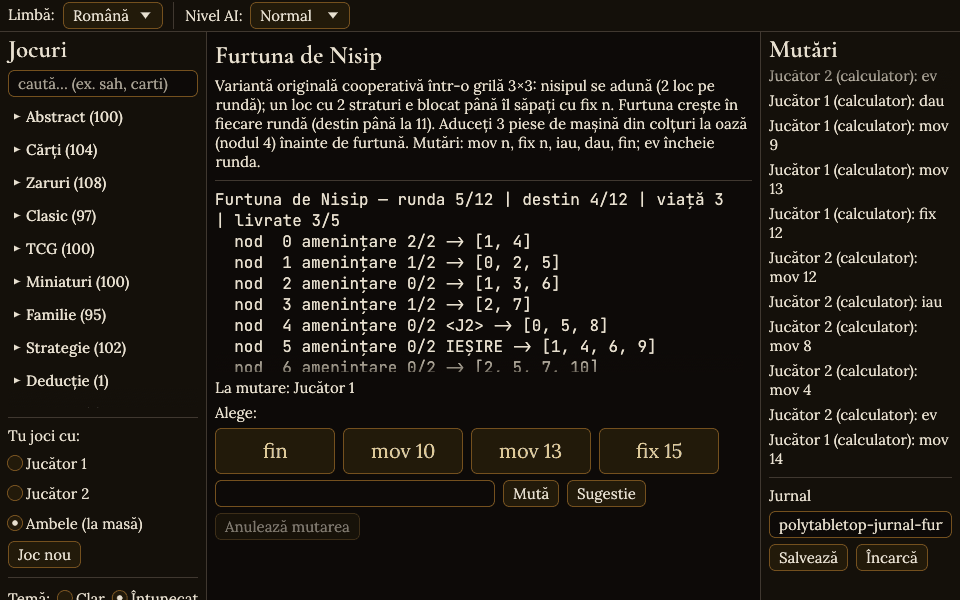 Limbă:
Română
Nivel AI:
Normal
Jocuri
caută... (ex. sah, carti)
Abstract (100)
Cărți (104)
Zaruri (108)
Clasic (97)
TCG (100)
Miniaturi (100)
Familie (95)
Strategie (102)
Deducție (1)
Tu joci cu:
Jucător 1
Jucător 2
Ambele (la masă)
Joc nou
Temă:
Clar
Întunecat
Furtuna de Nisip
Variantă originală cooperativă într-o grilă 3×3: nisipul se adună (2 loc pe
rundă); un loc cu 2 straturi e blocat până îl săpați cu fix n. Furtuna crește în
fiecare rundă (destin până la 11). Aduceți 3 piese de mașină din colțuri la oază
(nodul 4) înainte de furtună. Mutări: mov n, fix n, iau, dau, fin; ev încheie
runda.
Furtuna de Nisip — runda 5/12 | destin 4/12 | viață 3
| livrate 3/5
nod 0 amenințare 2/2 → [1, 4]
nod 1 amenințare 1/2 → [0, 2, 5]
nod 2 amenințare 0/2 → [1, 3, 6]
nod 3 amenințare 1/2 → [2, 7]
nod 4 amenințare 0/2 <J2> → [0, 5, 8]
nod 5 amenințare 0/2 IEȘIRE → [1, 4, 6, 9]
nod 6 amenințare 0/2 → [2, 5, 7, 10]
La mutare: Jucător 1
Alege:
fin
mov 10
mov 13
fix 15
Mută
Sugestie
Anulează mutarea
Mutări
Jucător 2 (calculator): ev
Jucător 1 (calculator): dau
Jucător 1 (calculator): mov
9
Jucător 1 (calculator): mov
13
Jucător 1 (calculator): fix
12
Jucător 2 (calculator):
mov 12
Jucător 2 (calculator): iau
Jucător 2 (calculator):
mov 8
Jucător 2 (calculator):
mov 4
Jucător 2 (calculator): ev
Jucător 1 (calculator): mov
14
Jurnal
polytabletop-jurnal-fur
Salvează
Încarcă